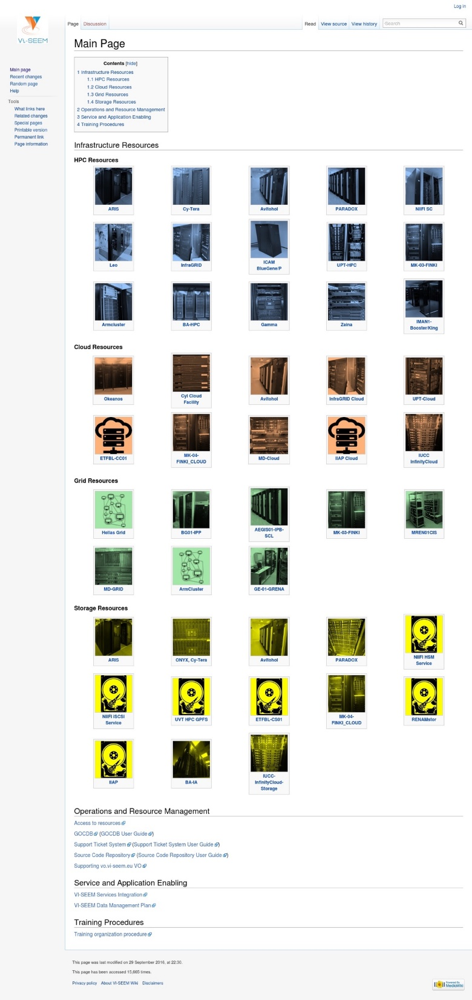 Log in
VI-SEEM
Page
Discussion
Read
View source
View history
Search
Main page
Recent changes
Random page
Help
Tools
What links here
Related changes
Special pages
Printable version
Permanent link
Page information
Main Page
Contents [hide]
1 Infrastructure Resources
1.1 HPC Resources
1.2 Cloud Resources
1.3 Grid Resources
1.4 Storage Resources
2 Operations and Resource Management
3 Service and Application Enabling
4 Training Procedures
Infrastructure Resources
HPC Resources
ARIS
Cy-Tera
Avitohol
PARADOX
NIIFI SC
Leo
InfraGRID
ICAM
BlueGene/P
UPT-HPC
MK-03-FINKI
Armcluster
BA-HPC
Gamma
Zaina
IMAN1-
Booster/King
Cloud Resources
Okeanos
CyI Cloud
Facility
Avitohol
InfraGRID Cloud
UPT-Cloud
ETFBL-CC01
MK-04-
FINKI_CLOUD
MD-Cloud
IIAP Cloud
IUCC
InfinityCloud
Grid Resources
Hellas Grid
BG01-IPP
AEGIS01-IPB-
SCL
MK-03-FINKI
MREN01CIS
MD-GRID
ArmCluster
GE-01-GRENA
Storage Resources
ARIS
ONYX, Cy-Tera
Avitohol
PARADOX
NIIFI HSM
Service
NIIFI iSCSI
Service
UVT HPC GPFS
ETFBL-CS01
MK-04-
FINKI_CLOUD
RENAMstor
IIAP
BA-IA
IUCC-
InfinityCloud-
Storage
Operations and Resource Management
Access to resources
GOCDB (GOCDB User Guide)
Support Ticket System (Support Ticket System User Guide)
Source Code Repository (Source Code Repository User Guide)
Supporting vo.vi-seem.eu VO
Service and Application Enabling
VI-SEEM Services Integration
VI-SEEM Data Management Plan
Training Procedures
Training organization procedure
This page was last modified on 29 September 2016, at 22:30.
This page has been accessed 15,665 times.
Privacy policy
About VI-SEEM Wiki
Disclaimers
Powered By
MediaWiki